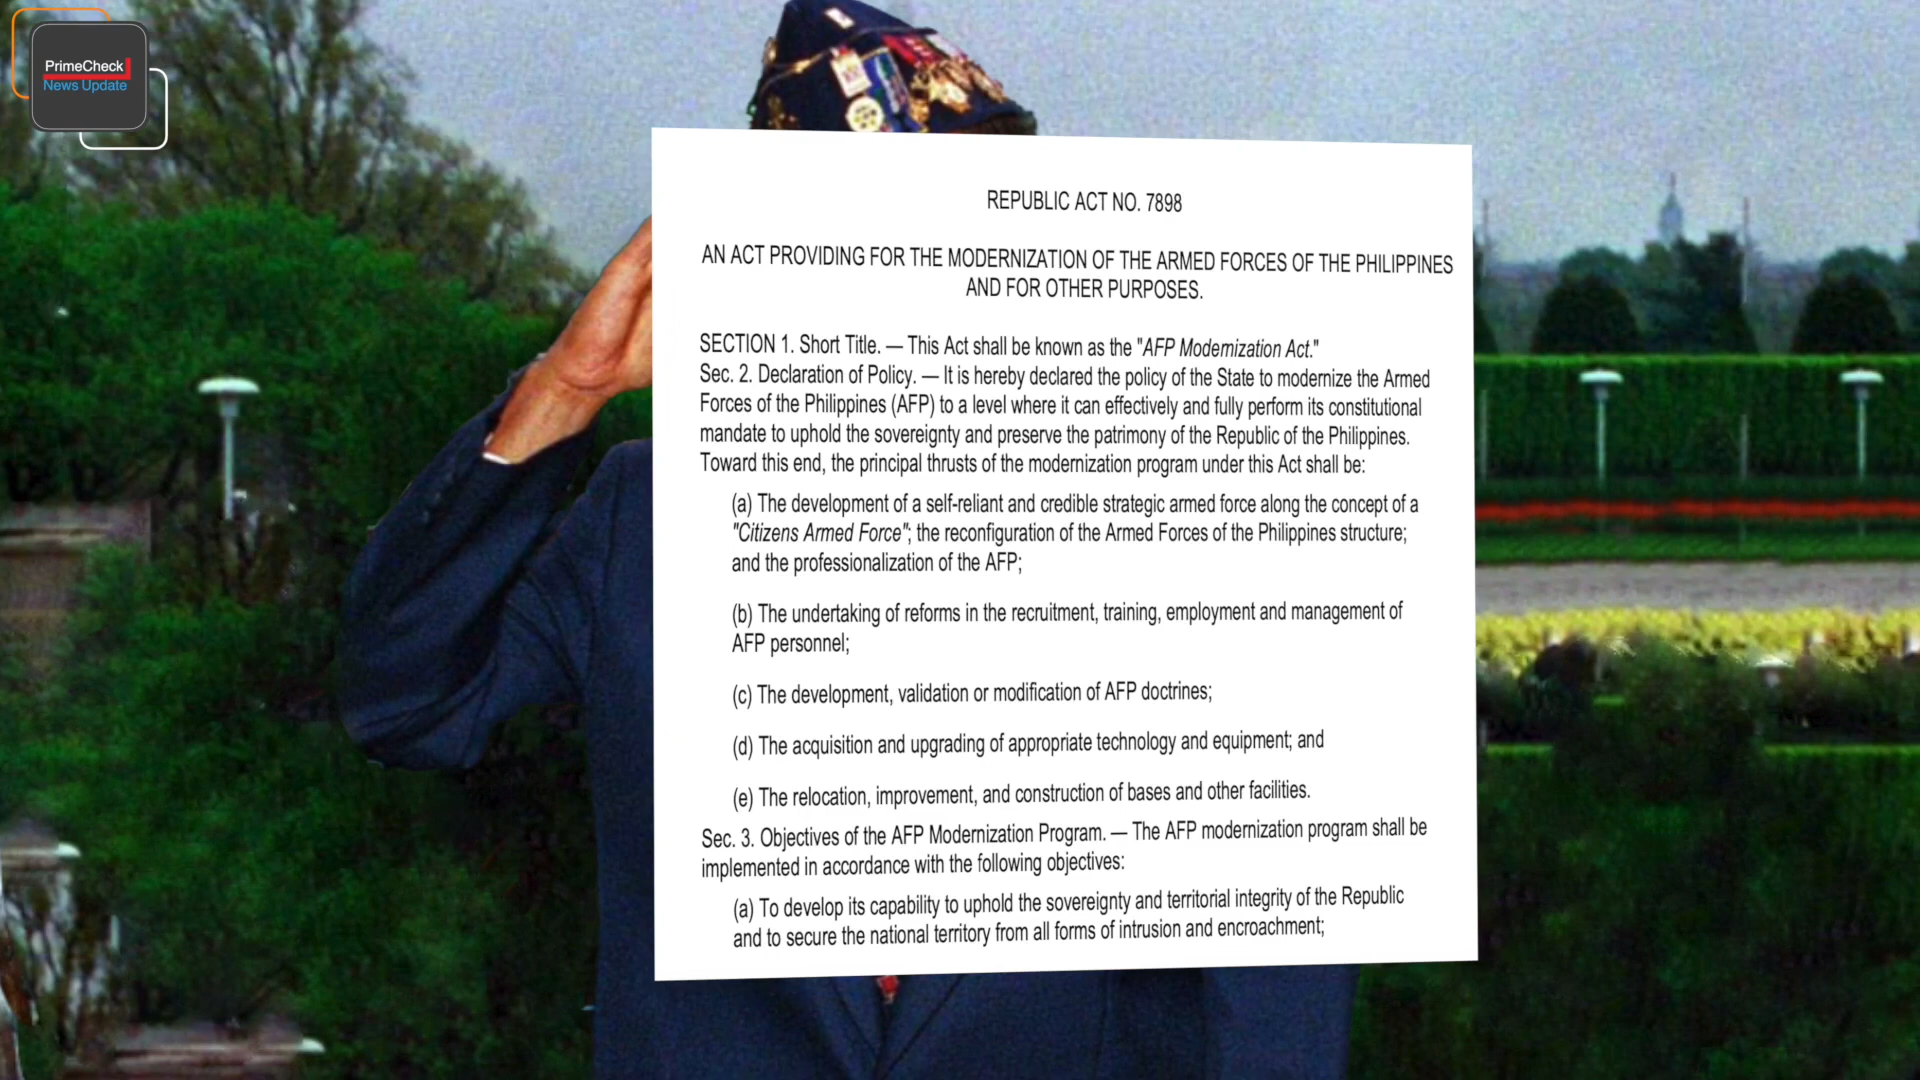 PrimeCheck
News Update
REPUBLIC ACT NO. 7898
AN ACT PROVIDING FOR THE MODERNIZATION OF THE ARMED FORCES OF THE PHILIPPINES
AND FOR OTHER PURPOSES.
SECTION 1. Short Title. — This Act shall be known as the "AFP Modernization Act."
Sec. 2. Declaration of Policy. — It is hereby declared the policy of the State to modernize the Armed
Forces of the Philippines (AFP) to a level where it can effectively and fully perform its constitutional
mandate to uphold the sovereignty and preserve the patrimony of the Republic of the Philippines.
Toward this end, the principal thrusts of the modernization program under this Act shall be:
(a) The development of a self-reliant and credible strategic armed force along the concept of a
"Citizens Armed Force"; the reconfiguration of the Armed Forces of the Philippines structure;
and the professionalization of the AFP;
(b) The undertaking of reforms in the recruitment, training, employment and management of
AFP personnel;
(c) The development, validation or modification of AFP doctrines;
(d) The acquisition and upgrading of appropriate technology and equipment; and
(e) The relocation, improvement, and construction of bases and other facilities.
Sec. 3. Objectives of the AFP Modernization Program. — The AFP modernization program shall be
implemented in accordance with the following objectives:
(a) To develop its capability to uphold the sovereignty and territorial integrity of the Republic
and to secure the national territory from all forms of intrusion and encroachment;